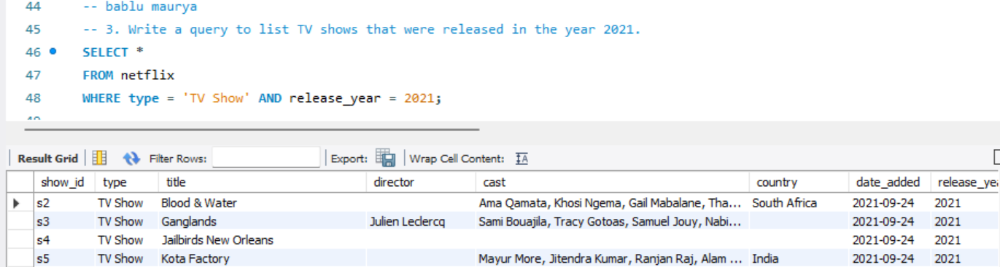 44 -- bablu maurya
45 -- 3. Write a query to list TV shows that were released in the year 2021.
46 SELECT *
47 FROM netflix
48 WHERE type = 'TV Show' AND release_year = 2021;
Result Grid Filter Rows: Export: Wrap Cell Content:
show_id type title director cast country date_added release_yea
s2 TV Show Blood & Water Ama Qamata, Khosi Ngema, Gail Mabalane, Tha... South Africa 2021-09-24 2021
s3 TV Show Ganglands Julien Leclercq Sami Bouajila, Tracy Gotoas, Samuel Jouy, Nabi... 2021-09-24 2021
s4 TV Show Jailbirds New Orleans 2021-09-24 2021
s5 TV Show Kota Factory Mayur More, Jitendra Kumar, Ranjan Raj, Alam ... India 2021-09-24 2021